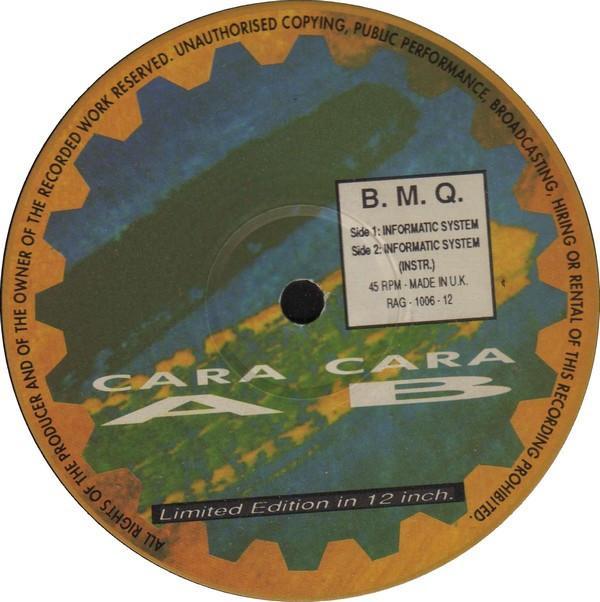 ALL RIGHTS OF THE PRODUCER AND OF THE OWNER OF THE RECORDED WORK RESERVED. UNAUTHORISED COPYING, PUBLIC PERFORMANCE, BROADCASTING, HIRING OR RENTAL OF THIS RECORDING PROHIBITED.
B. M. Q.
Side 1: INFORMATIC SYSTEM
Side 2: INFORMATIC SYSTEM
(INSTR.)
45 RPM - MADE IN U.K.
RAG - 1006 - 12
CARA CARA
A B
Limited Edition in 12 inch.